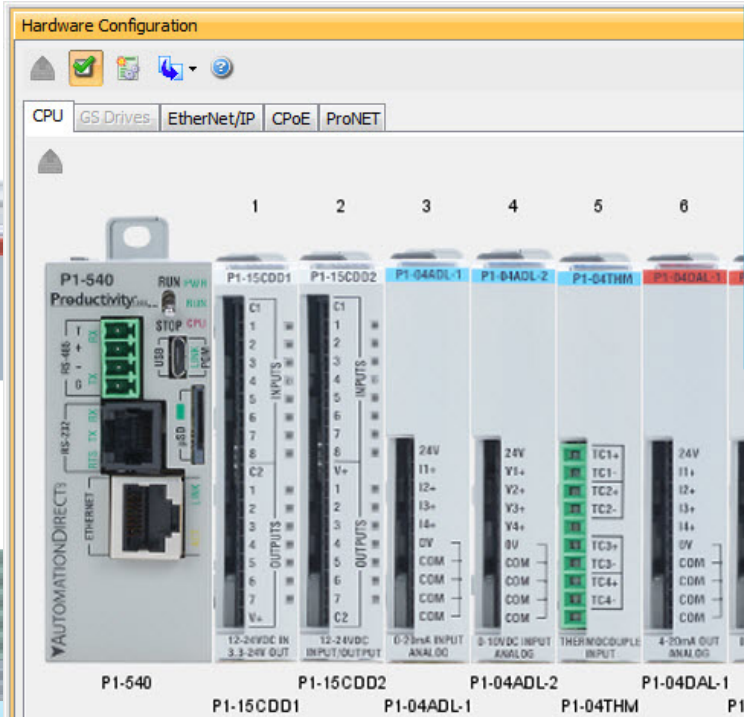 Hardware Configuration
CPU GS Drives EtherNet/IP CPoE ProNET
1 2 3 4 5 6
P1-540
Productivity
RUN PWR
RUN
STOP CPU
RS-485
T
+
-
G
RX
TX
USB
LINK
PGM
RS-232
RX
TX
RTS
µSD
ETHERNET
LINK
AUTOMATIONDIRECT
P1-15CDD1
C1
1
2
3
4
5
6
7
8
INPUTS
C2
1
2
3
4
5
6
7
OUTPUTS
V+
12-24VDC IN
3.3-24V OUT
P1-15CDD2
C1
1
2
3
4
5
6
7
8
INPUTS
V+
1
2
3
4
5
6
7
OUTPUTS
C2
12-24VDC
INPUT/OUTPUT
P1-04ADL-1
24V
I1+
I2+
I3+
I4+
0V
COM
COM
COM
COM
0-20mA INPUT
ANALOG
P1-04ADL-2
24V
V1+
V2+
V3+
V4+
0V
COM
COM
COM
COM
0-10VDC INPUT
ANALOG
P1-04THM
TC1+
TC1-
TC2+
TC2-
TC3+
TC3-
TC4+
TC4-
THERMOCOUPLE
INPUT
P1-04DAL-1
24V
I1+
I2+
I3+
I4+
0V
COM
COM
COM
COM
4-20mA OUT
ANALOG
P1-540 P1-15CDD2 P1-04ADL-2 P1-04DAL-1
P1-15CDD1 P1-04ADL-1 P1-04THM P1